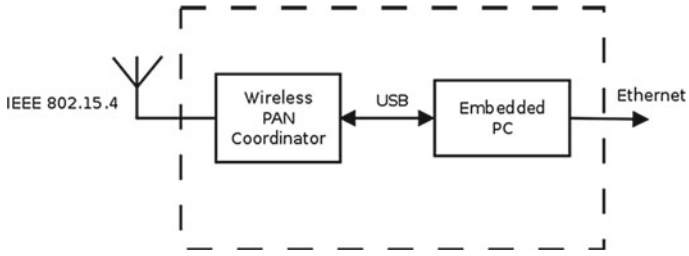 IEEE 802.15.4
Wireless
PAN
Coordinator
USB
Embedded
PC
Ethernet